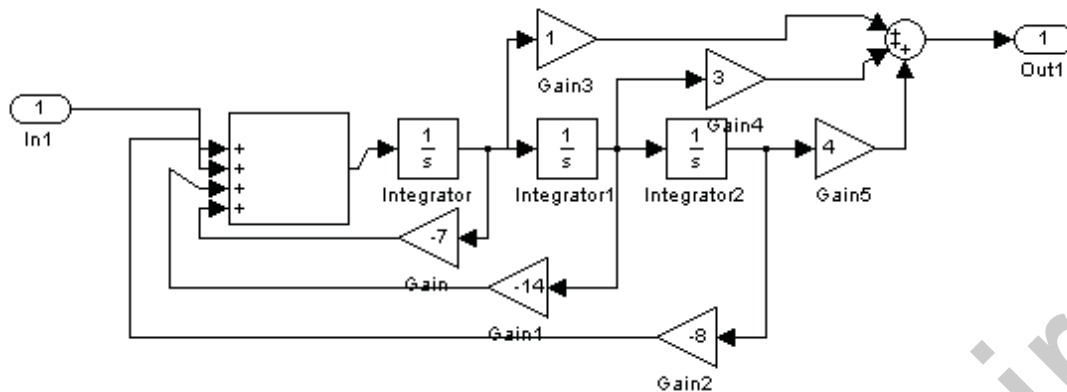 1
In1
+
+
+
+
1
s
Integrator
1
s
Integrator1
1
s
Integrator2
1
Gain3
3
Gain4
4
Gain5
+
+
+
1
Out1
-7
Gain
-14
Gain1
-8
Gain2
in